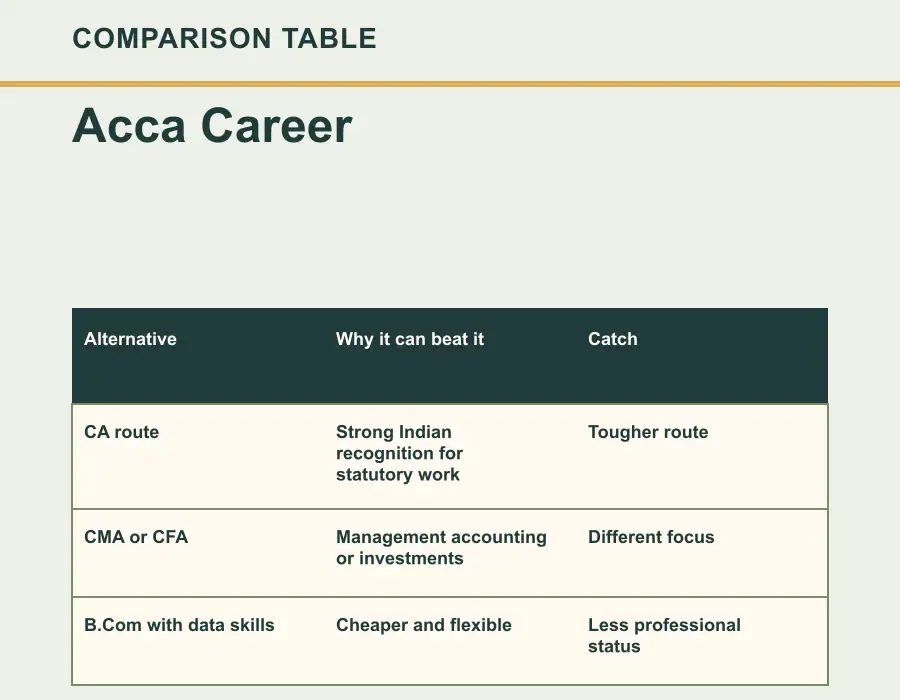 COMPARISON TABLE
Acca Career
Alternative
Why it can beat it
Catch
CA route
Strong Indian
recognition for
statutory work
Tougher route
CMA or CFA
Management accounting
or investments
Different focus
B.Com with data skills
Cheaper and flexible
Less professional
status